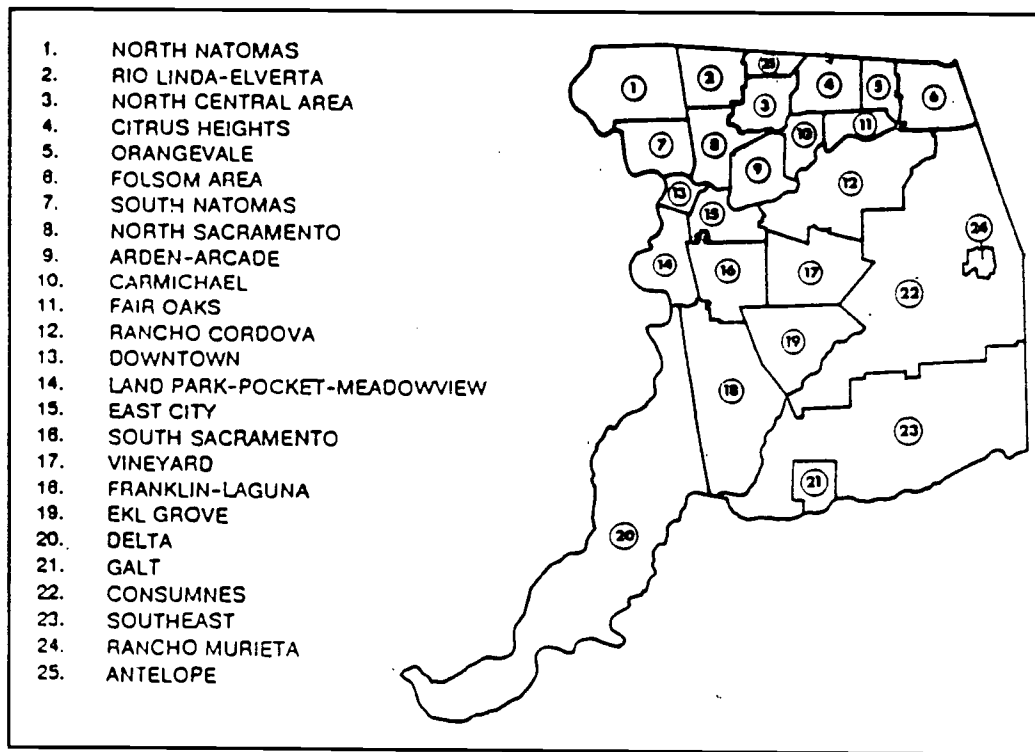 1. NORTH NATOMAS
2. RIO LINDA-ELVERTA
3. NORTH CENTRAL AREA
4. CITRUS HEIGHTS
5. ORANGEVALE
6. FOLSOM AREA
7. SOUTH NATOMAS
8. NORTH SACRAMENTO
9. ARDEN-ARCADE
10. CARMICHAEL
11. FAIR OAKS
12. RANCHO CORDOVA
13. DOWNTOWN
14. LAND PARK-POCKET-MEADOWVIEW
15. EAST CITY
16. SOUTH SACRAMENTO
17. VINEYARD
18. FRANKLIN-LAGUNA
19. EKL GROVE
20. DELTA
21. GALT
22. CONSUMNES
23. SOUTHEAST
24. RANCHO MURIETA
25. ANTELOPE
25
1
2
3
4
5
6
7
8
9
10
11
12
13
15
14
16
17
24
22
19
18
23
21
20